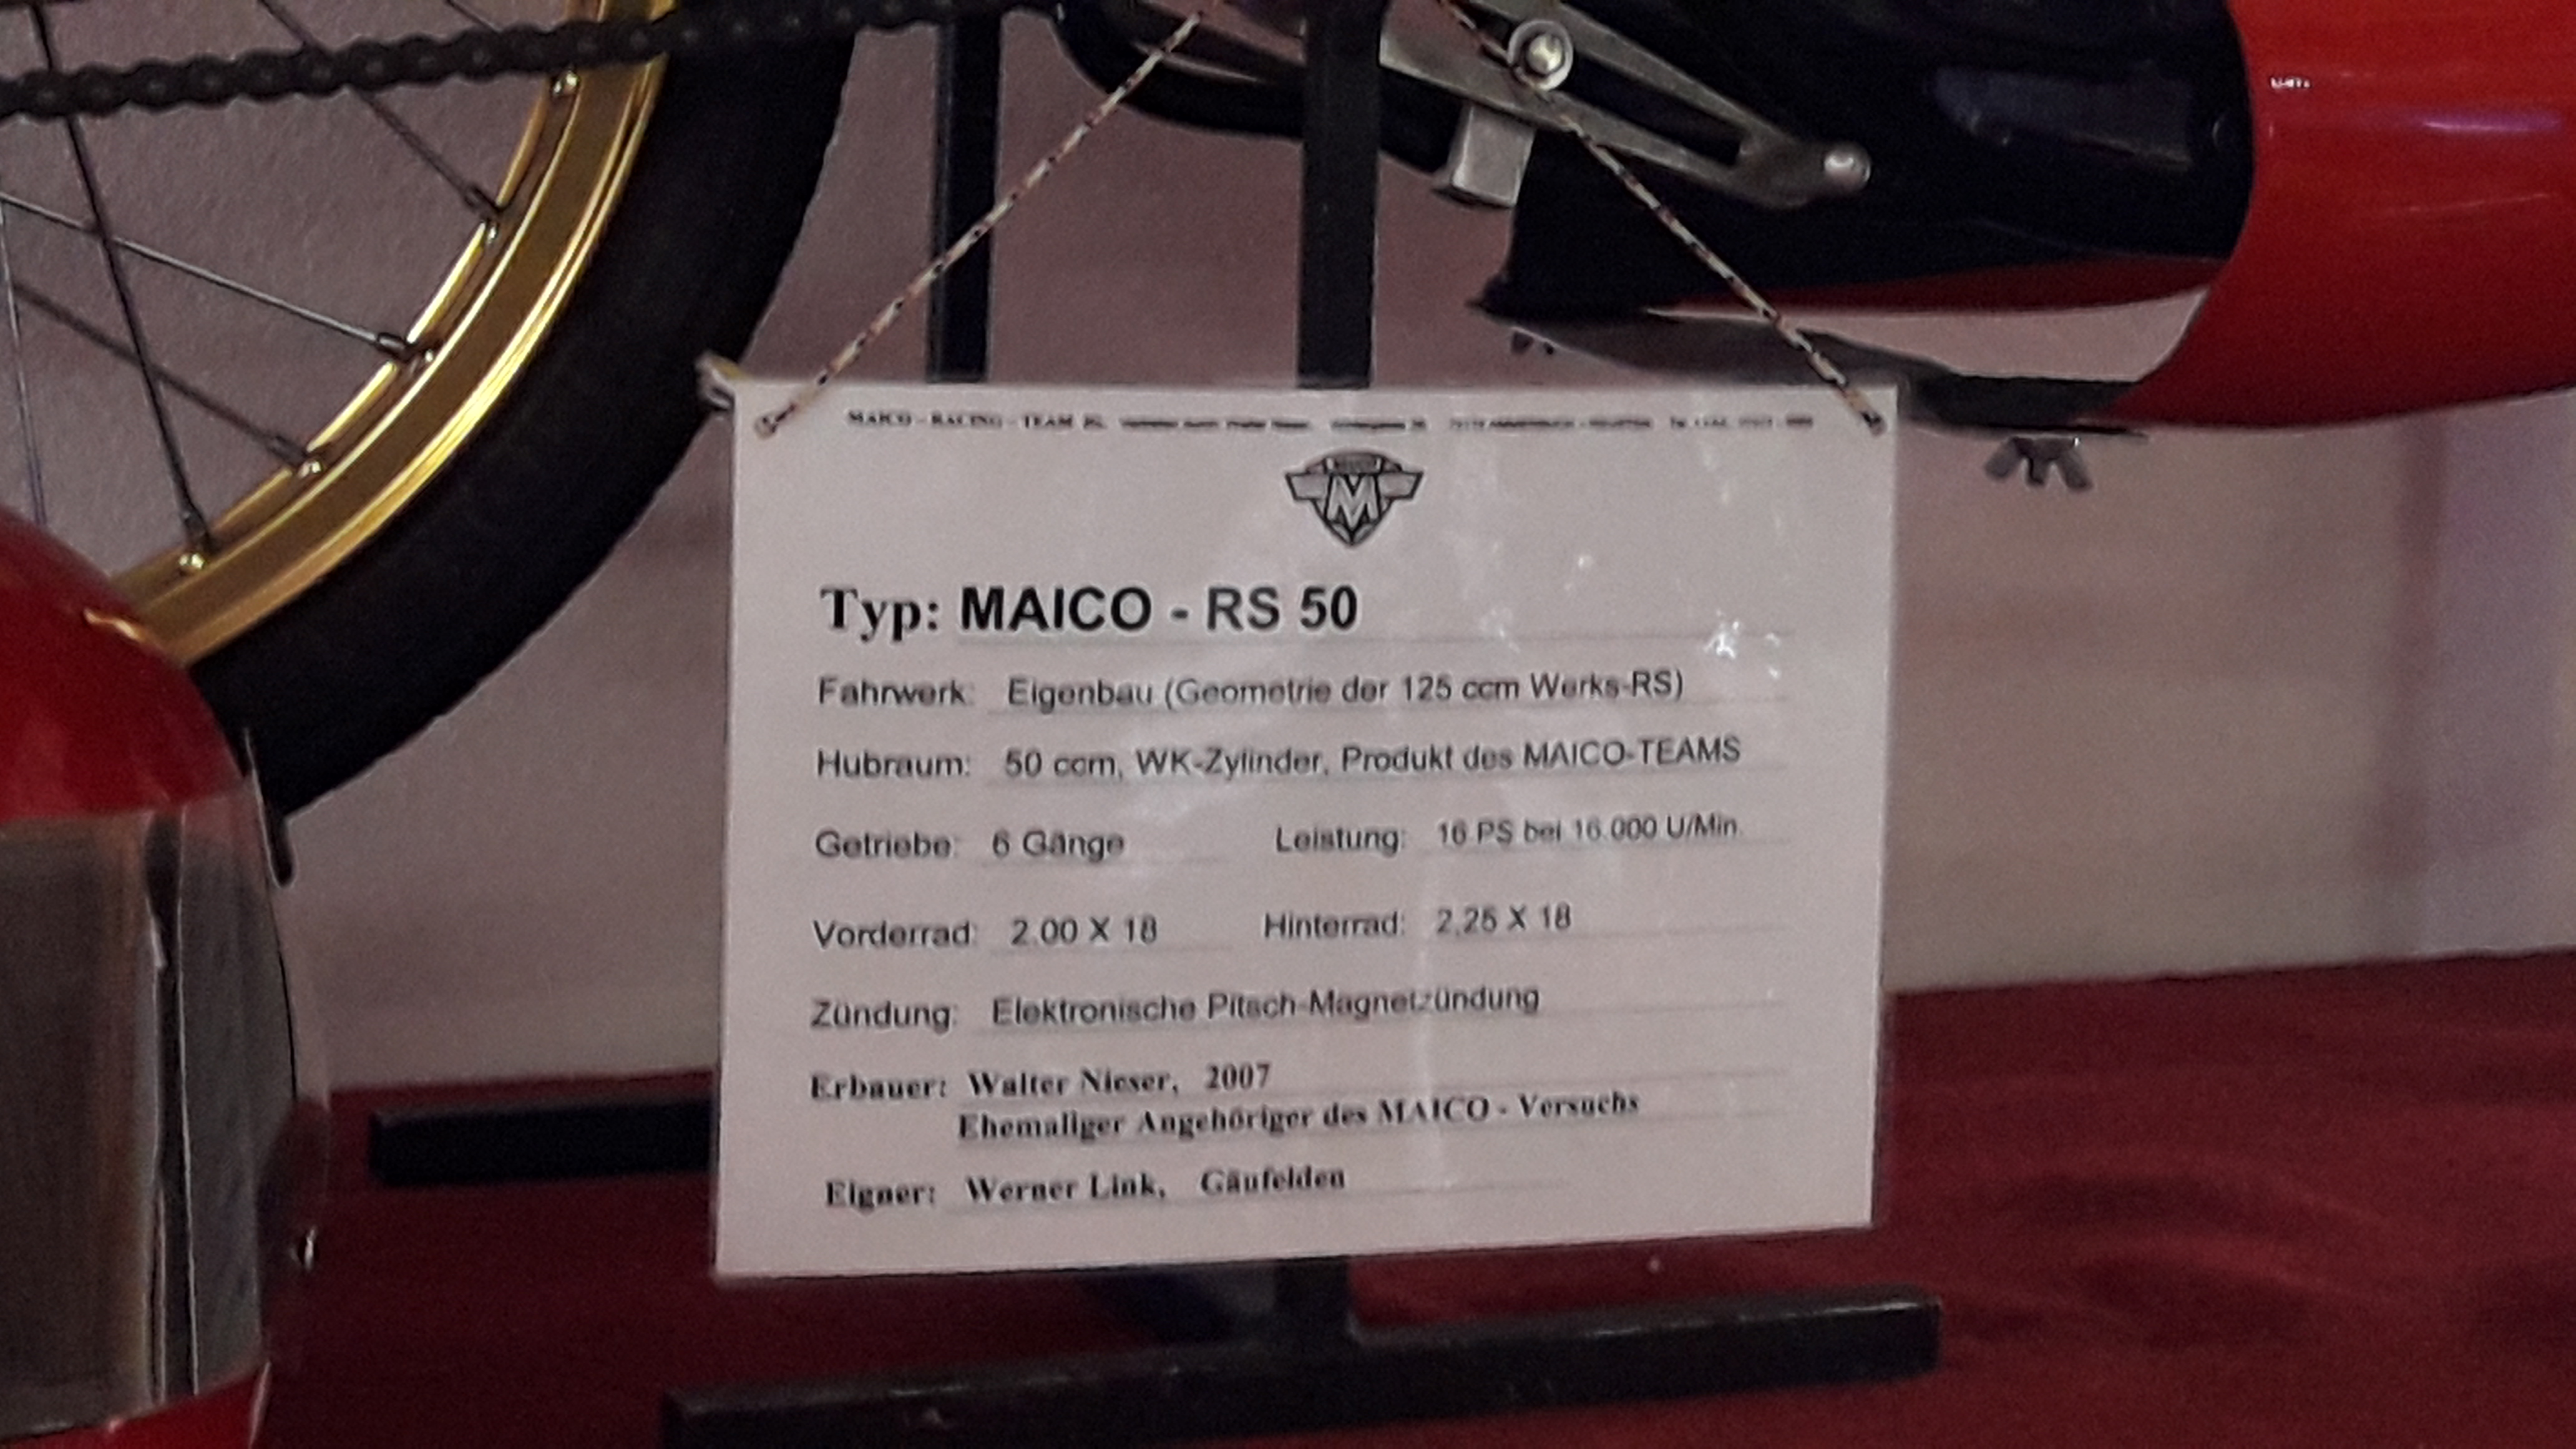 MAICO - RACING - TEAM
M
Typ: MAICO - RS 50
Fahrwerk: Eigenbau (Geometrie der 125 ccm Werks-RS)
Hubraum: 50 ccm, WK-Zylinder, Produkt des MAICO-TEAMS
Getriebe: 6 Gänge Leistung: 16 PS bei 16.000 U/Min.
Vorderrad: 2.00 X 18 Hinterrad: 2,25 X 18
Zündung: Elektronische Pitsch-Magnetzündung
Erbauer: Walter Nieser, 2007
Ehemaliger Angehöriger des MAICO - Versuchs
Eigner: Werner Link, Gäufelden